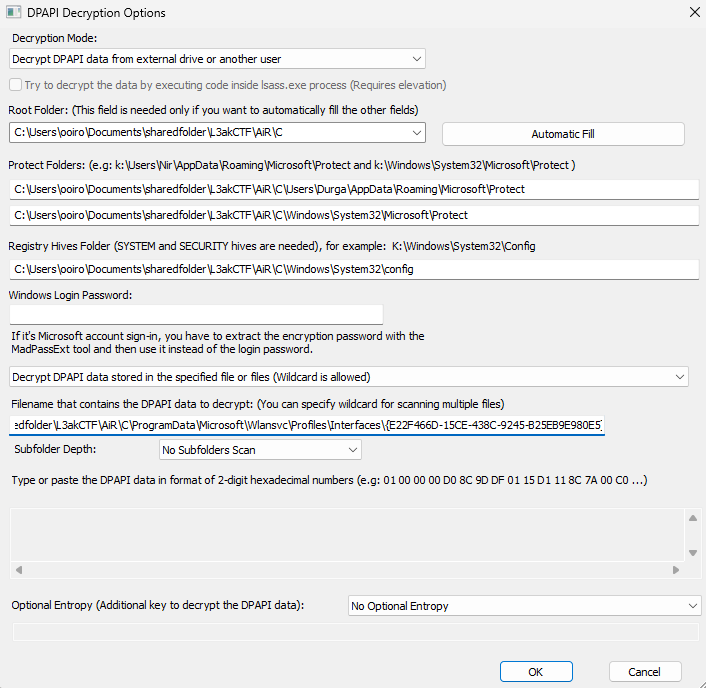 DPAPI Decryption Options
Decryption Mode:
Decrypt DPAPI data from external drive or another user
Try to decrypt the data by executing code inside lsass.exe process (Requires elevation)
Root Folder: (This field is needed only if you want to automatically fill the other fields)
C:\Users\ooiro\Documents\sharedfolder\L3akCTF\AiR\C
Automatic Fill
Protect Folders: (e.g: k:\Users\Nir\AppData\Roaming\Microsoft\Protect and k:\Windows\System32\Microsoft\Protect )
C:\Users\ooiro\Documents\sharedfolder\L3akCTF\AiR\C\Users\Durga\AppData\Roaming\Microsoft\Protect
C:\Users\ooiro\Documents\sharedfolder\L3akCTF\AiR\C\Windows\System32\Microsoft\Protect
Registry Hives Folder (SYSTEM and SECURITY hives are needed), for example: K:\Windows\System32\Config
C:\Users\ooiro\Documents\sharedfolder\L3akCTF\AiR\C\Windows\System32\config
Windows Login Password:
If it's Microsoft account sign-in, you have to extract the encryption password with the
MadPassExt tool and then use it instead of the login password.
Decrypt DPAPI data stored in the specified file or files (Wildcard is allowed)
Filename that contains the DPAPI data to decrypt: (You can specify wildcard for scanning multiple files)
edfolder\L3akCTF\AiR\C\ProgramData\Microsoft\Wlansvc\Profiles\Interfaces\{E22F466D-15CE-438C-9245-B25EB9E980E5}
Subfolder Depth:
No Subfolders Scan
Type or paste the DPAPI data in format of 2-digit hexadecimal numbers (e.g: 01 00 00 00 D0 8C 9D DF 01 15 D1 11 8C 7A 00 C0 ...)
Optional Entropy (Additional key to decrypt the DPAPI data):
No Optional Entropy
OK
Cancel